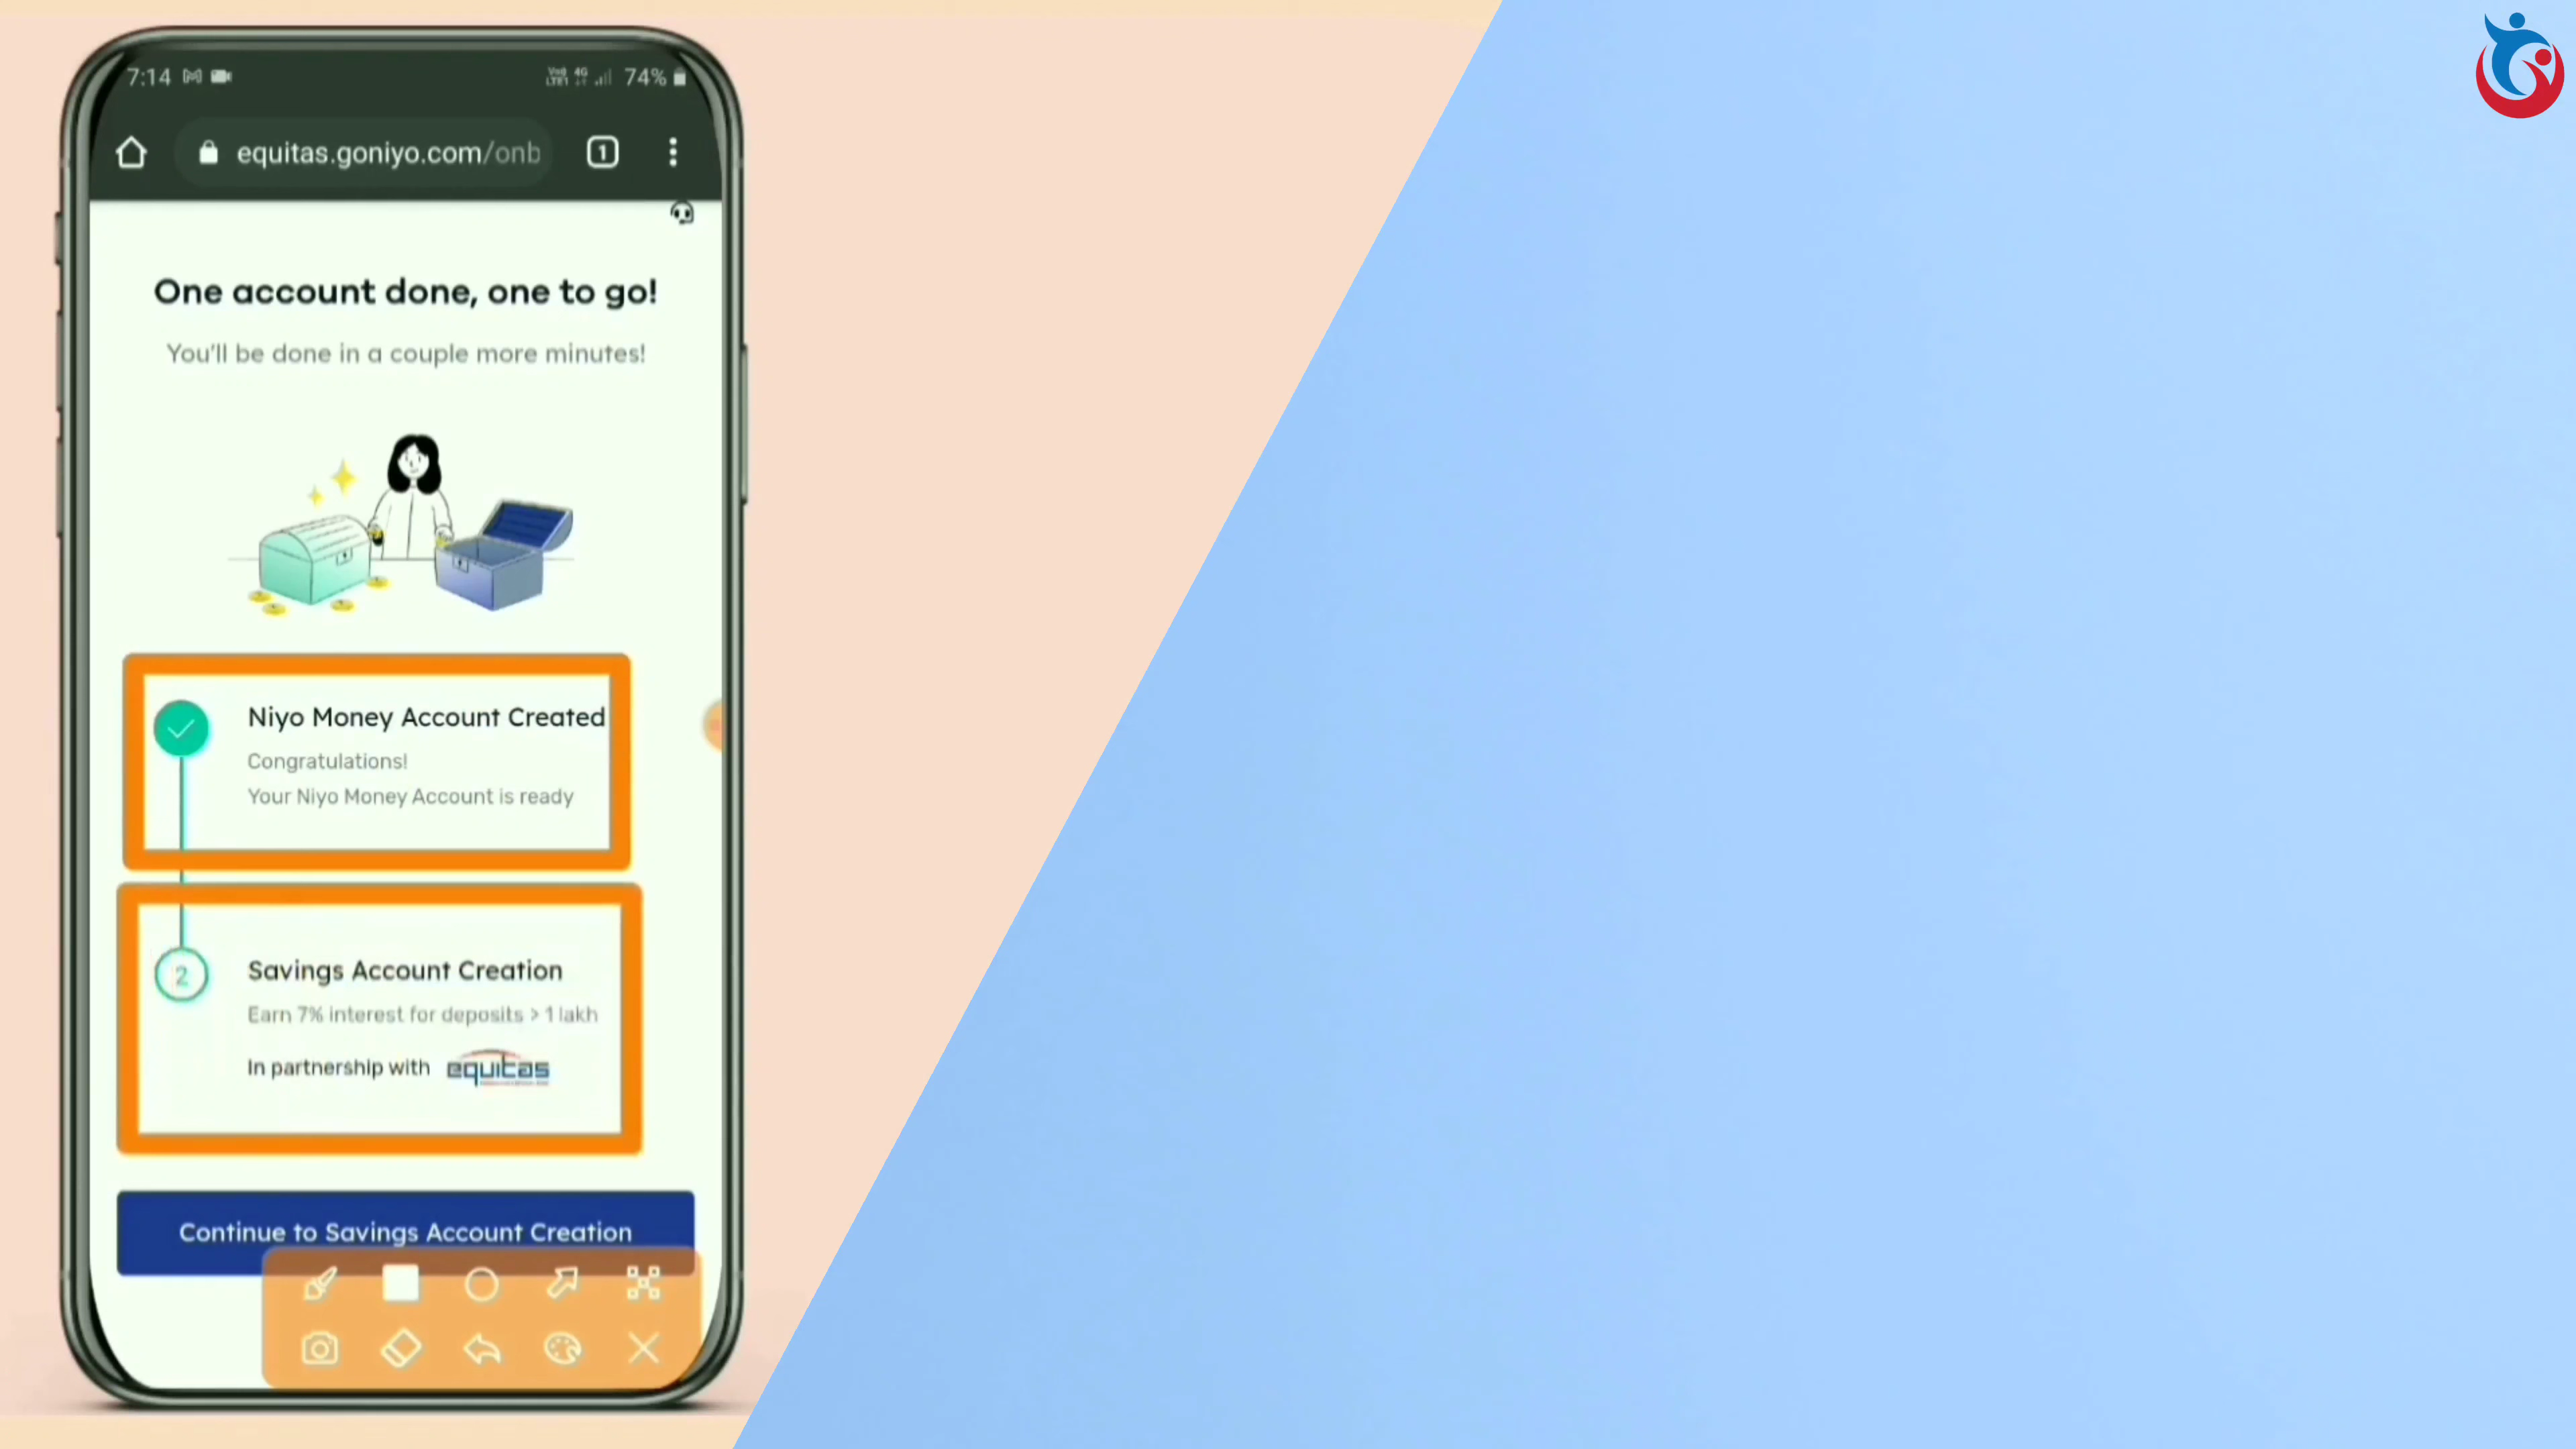 7:14 74%
equitas.goniyo.com/onb 1
One account done, one to go!
You'll be done in a couple more minutes!
Niyo Money Account Created
Congratulations!
Your Niyo Money Account is ready
2 Savings Account Creation
Earn 7% interest for deposits > 1 lakh
In partnership with equitas
Continue to Savings Account Creation